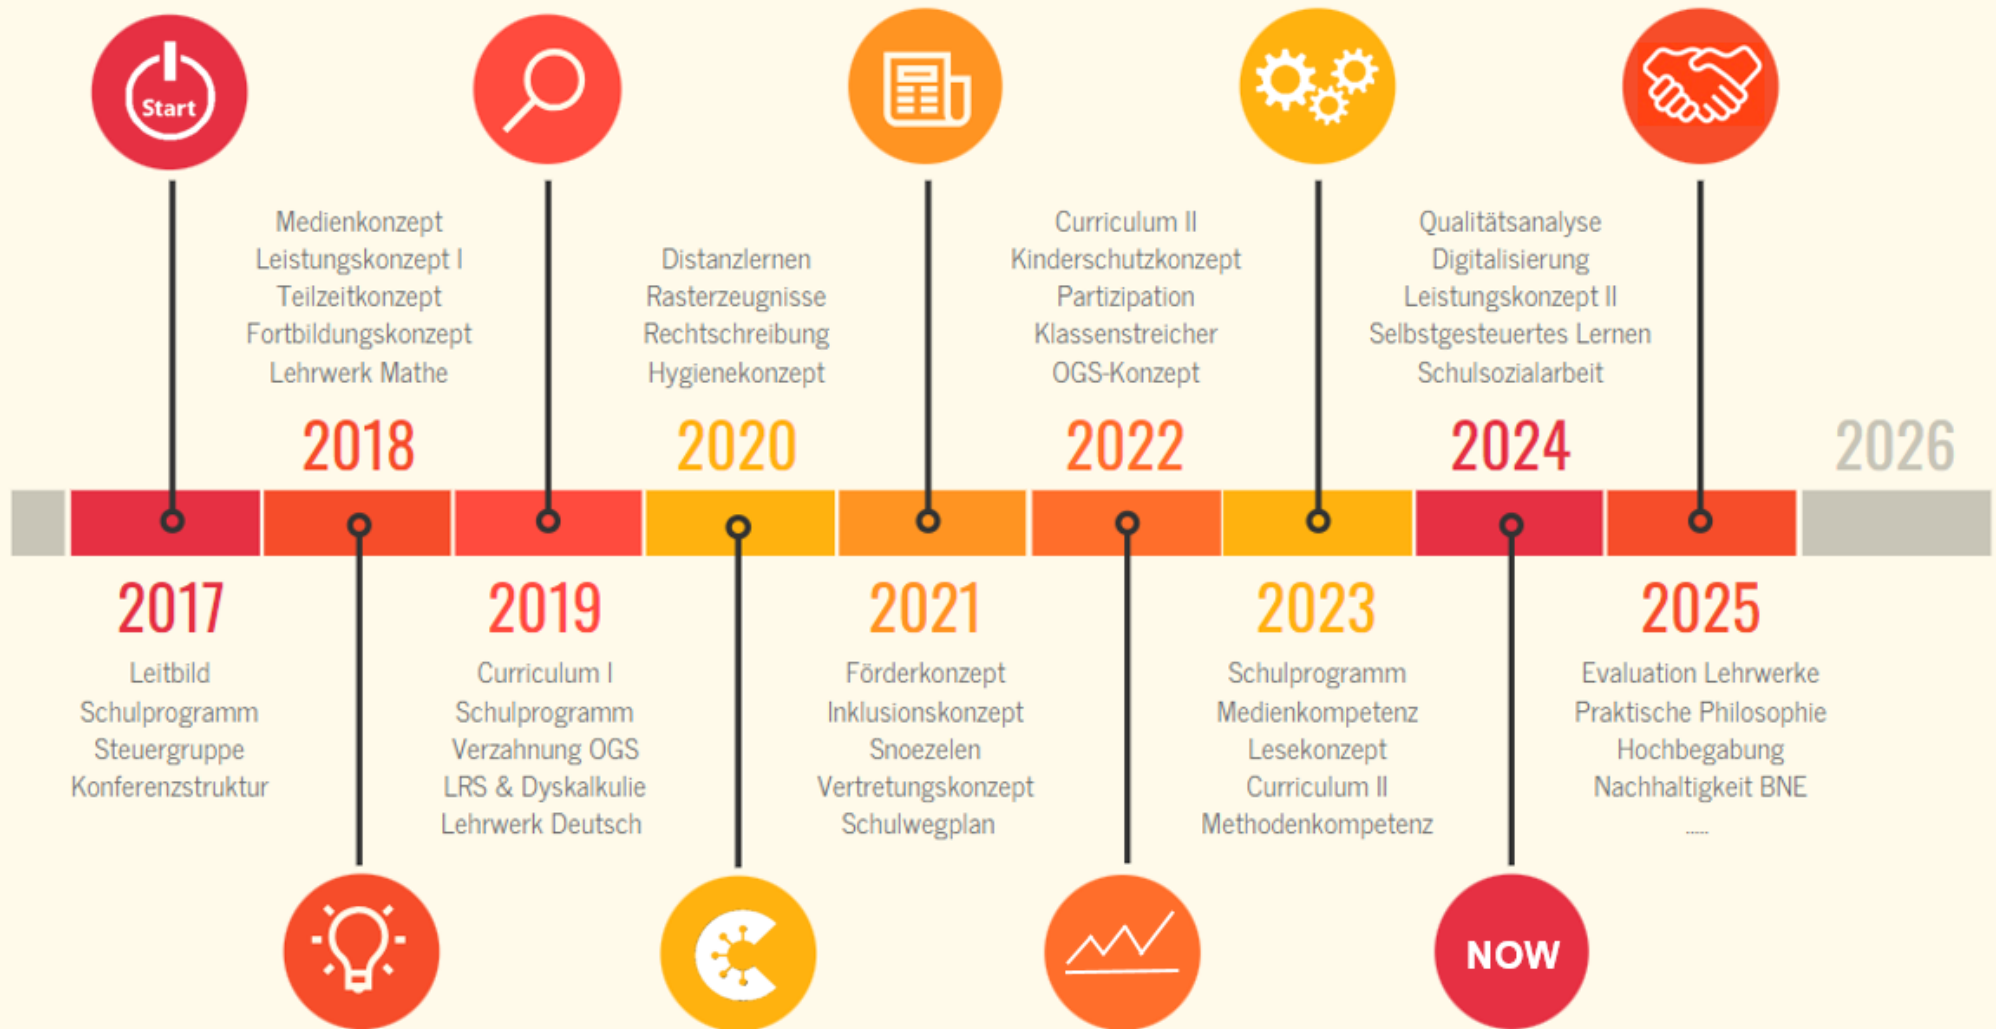 Start
Medienkonzept
Leistungskonzept I
Teilzeitkonzept
Fortbildungskonzept
Lehrwerk Mathe
2018
Distanzlernen
Rasterzeugnisse
Rechtschreibung
Hygienekonzept
2020
Curriculum II
Kinderschutzkonzept
Partizipation
Klassenstreicher
OGS-Konzept
2022
Qualitätsanalyse
Digitalisierung
Leistungskonzept II
Selbstgesteuertes Lernen
Schulsozialarbeit
2024
2026
2017
Leitbild
Schulprogramm
Steuergruppe
Konferenzstruktur
2019
Curriculum I
Schulprogramm
Verzahnung OGS
LRS & Dyskalkulie
Lehrwerk Deutsch
2021
Förderkonzept
Inklusionskonzept
Snoezelen
Vertretungskonzept
Schulwegplan
2023
Schulprogramm
Medienkompetenz
Lesekonzept
Curriculum II
Methodenkompetenz
2025
Evaluation Lehrwerke
Praktische Philosophie
Hochbegabung
Nachhaltigkeit BNE
.....
NOW